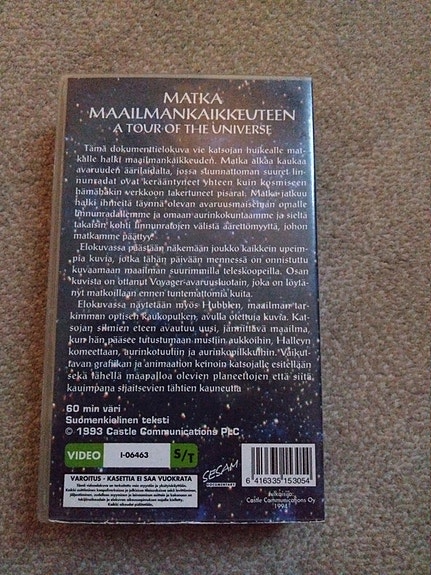 MATKA
MAAILMANKAIKKEUTEEN
A TOUR OF THE UNIVERSE
Tämä dokumenttielokuva vie katsojan huikealle mat-
kalle halki maailmankaikkeuden. Matka alkaa kaukaa
avaruuden äärilaidalta, jossa suunnattoman suuret lin-
nunradat ovat kerääntyneet yhteen kuin kosmiseen
hämähäkin verkkoon takertuneet pisarat. Matka jatkuu
halki ihmeitä täynnä olevan avaruusmaiseman omalle
linnunradallemme ja omaan aurinkokuntaamme ja sieltä
takaisin kohti linnunratojen välistä äärettömyyttä, johon
matkamme päättyy.
Elokuvassa päästään näkemään joukko kaikkein upeim-
pia kuvia, jotka tähän päivään mennessä on onnistuttu
kuvaamaan maailman suurimmilla teleskoopeilla. Osan
kuvista on ottanut Voyager-avaruusluotain, joka on löytä-
nyt matkoillaan ennen tuntemattomia kuita.
Elokuvassa näytetään myös Hubblen, maailman tar-
kimman optisen kaukoputken, avulla otettuja kuvia. Kat-
sojan silmien eteen avautuu uusi, jännittävä maailma,
kun hän pääsee tutustumaan mustiin aukkoihin, Halleyn
komeettaan, aurinkotuuliin ja aurinkopilkkuihin. Vaikut-
tavan grafiikan ja animaation keinoin katsojalle esitellään
sekä lähellä maapalloa olevien planeettojen että siitä
kauimpana sijaitsevien tähtien kauneutta
60 min väri
Suomenkielinen teksti
© 1993 Castle Communications PLC
VIDEO
I-06463
S/T
VAROITUS - KASETTIA EI SAA VUOKRATA
SESAM
6 416335 153054
Julkaisija:
Castle Communications Oy
1994